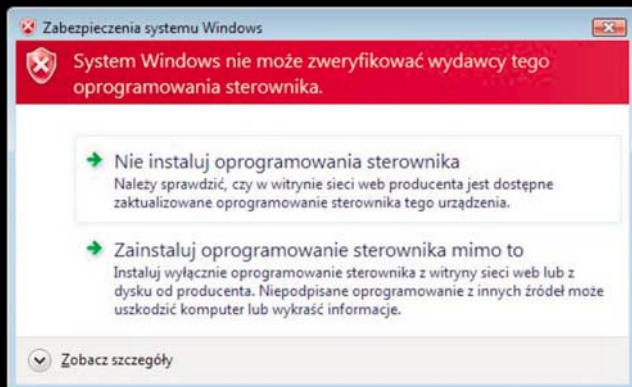 Zabezpieczenia systemu Windows
System Windows nie może zweryfikować wydawcy tego
oprogramowania sterownika.
Nie instaluj oprogramowania sterownika
Należy sprawdzić, czy w witrynie sieci web producenta jest dostępne
zaktualizowane oprogramowanie sterownika tego urządzenia.
Zainstaluj oprogramowanie sterownika mimo to
Instaluj wyłącznie oprogramowanie sterownika z witryny sieci web lub z
dysku od producenta. Niepodpisane oprogramowanie z innych źródeł może
uszkodzić komputer lub wykraść informacje.
Zobacz szczegóły